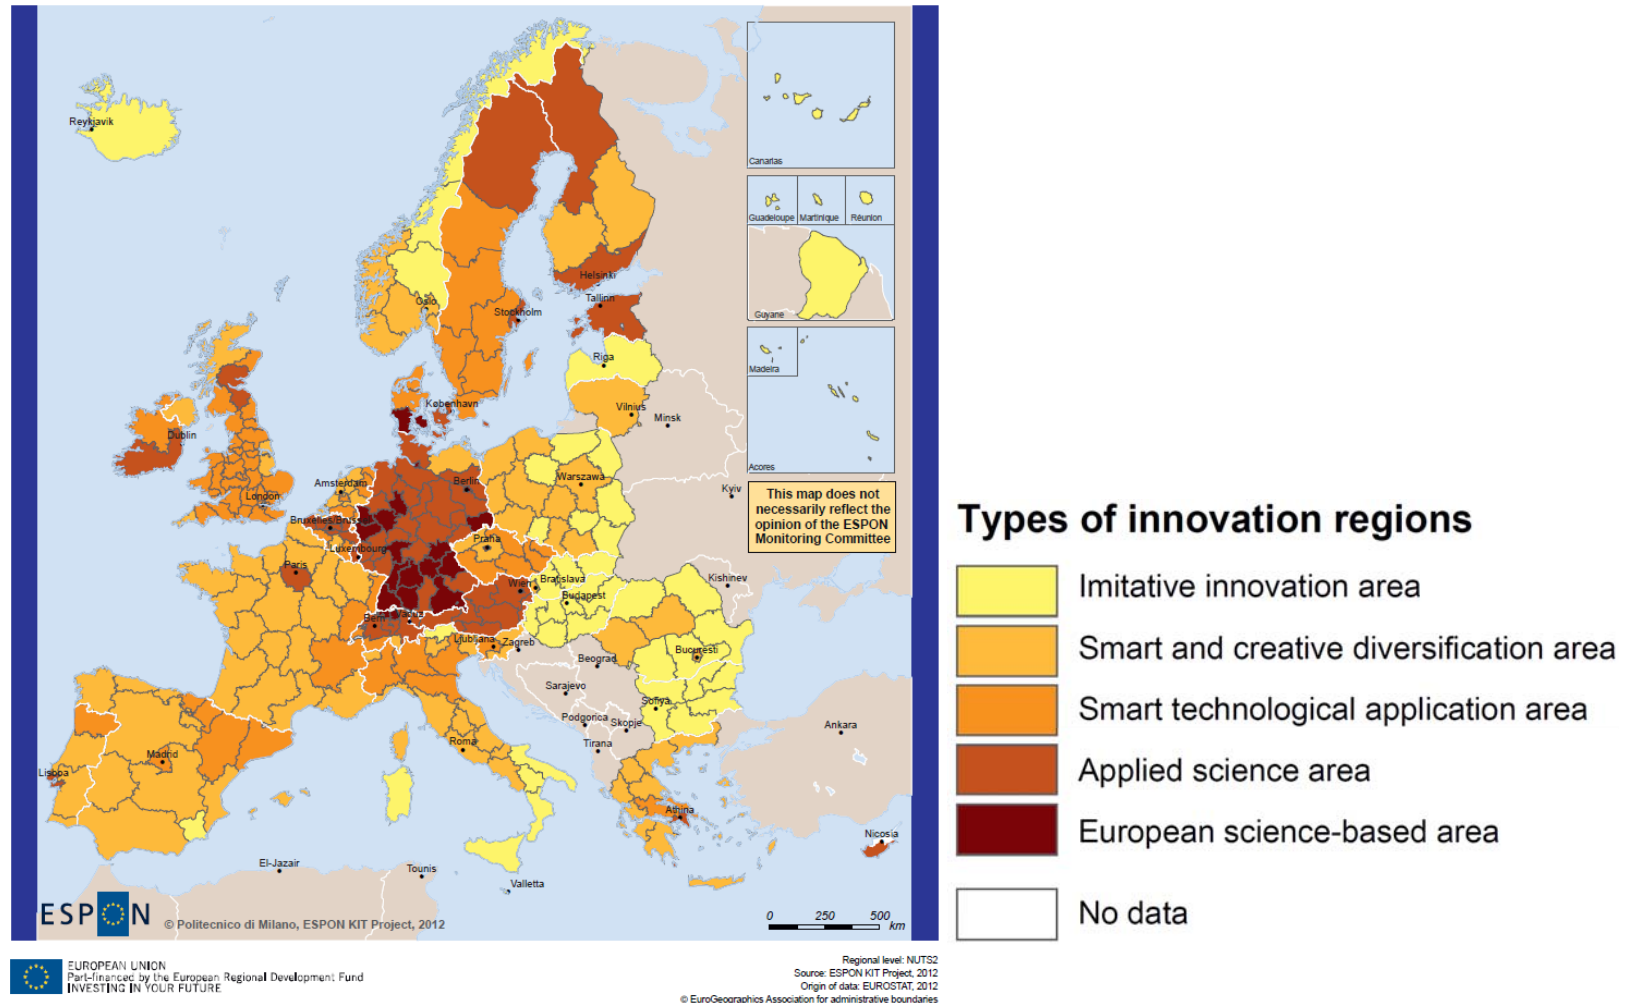 Reykjavik
Canarias
Guadeloupe
Martinique
Réunion
Guyane
Madeira
Acores
Oslo
Helsinki
Stockholm
Tallinn
Riga
København
Vilnius
Minsk
Dublin
Amsterdam
Berlin
Warszawa
London
Kyiv
Luxembourg
Praha
Paris
Wien
Bratislava
Budapest
Kishinev
Bern
Ljubljana
Zagreb
Beograd
Bucuresti
Sarajevo
Sofiya
Podgorica
Skopje
Tirana
Ankara
Roma
Madrid
Lisboa
Athina
Nicosia
El-Jazair
Tounis
Valletta
This map does not
necessarily reflect the
opinion of the ESPON
Monitoring Committee
ESPON
© Politecnico di Milano, ESPON KIT Project, 2012
0 250 500
km
EUROPEAN UNION
Part-financed by the European Regional Development Fund
INVESTING IN YOUR FUTURE
Regional level: NUTS2
Source: ESPON KIT Project, 2012
Origin of data: EUROSTAT, 2012
© EuroGeographics Association for administrative boundaries
Types of innovation regions
Imitative innovation area
Smart and creative diversification area
Smart technological application area
Applied science area
European science-based area
No data